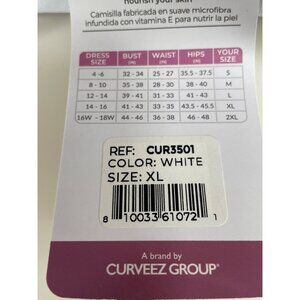 nourish your skin
Camisilla fabricada en suave microfibra
infundida con vitamina E para nutrir la piel
DRESS SIZE BUST (IN) WAIST (IN) HIPS (IN) YOUR SIZE
4 -6 32 - 34 25 - 27 35.5 - 37.5 S
8 - 10 35 - 38 28 - 30 38 - 40 M
12 - 14 39 - 41 31 - 33 41 - 43 L
14 - 16 41 - 43 33 - 35 43.5 - 45.5 XL
16W - 18W 44 - 46 36 - 38 46 - 48 2XL
REF: CUR3501
COLOR: WHITE
SIZE: XL
8 10033 61072 1
A brand by
CURVEEZ GROUP®